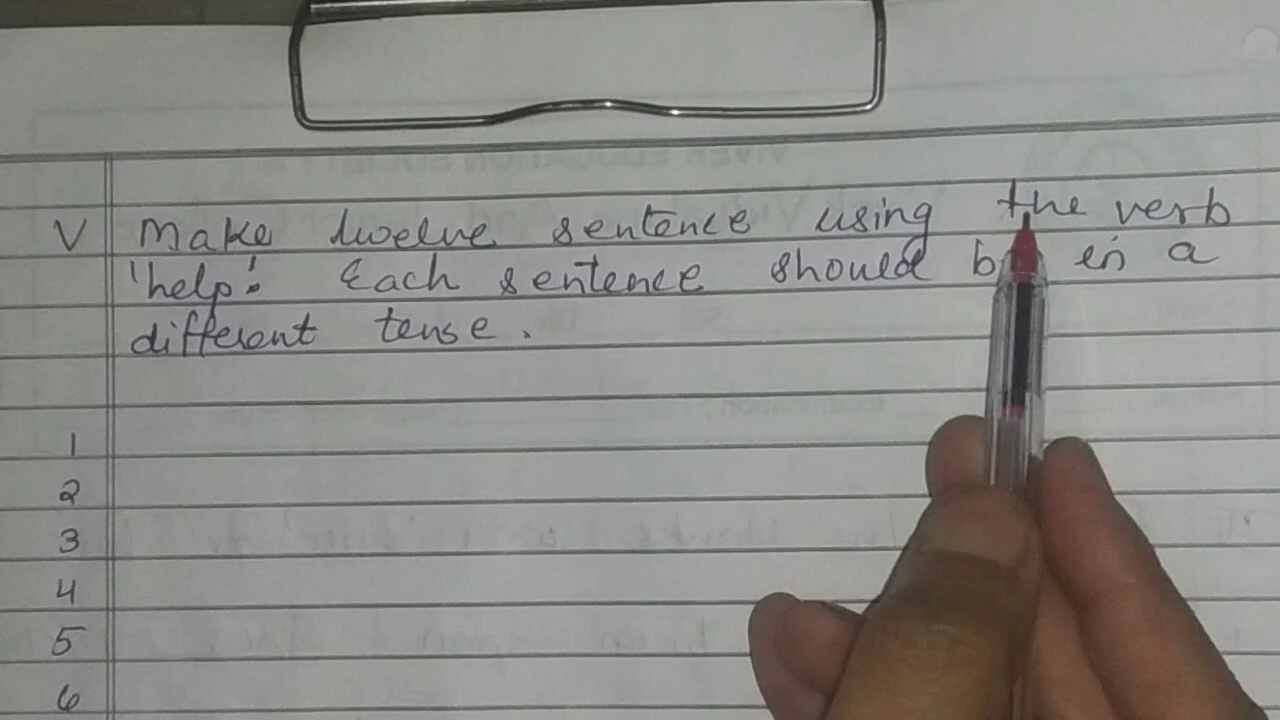 V Make twelve sentence using the verb
'help'. Each sentence should be in a
different tense.
1
2
3
4
5
6